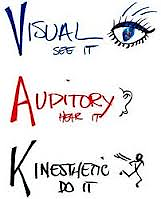 VISUAL
SEE IT
AUDITORY
HEAR IT
KINESTHETIC
DO IT